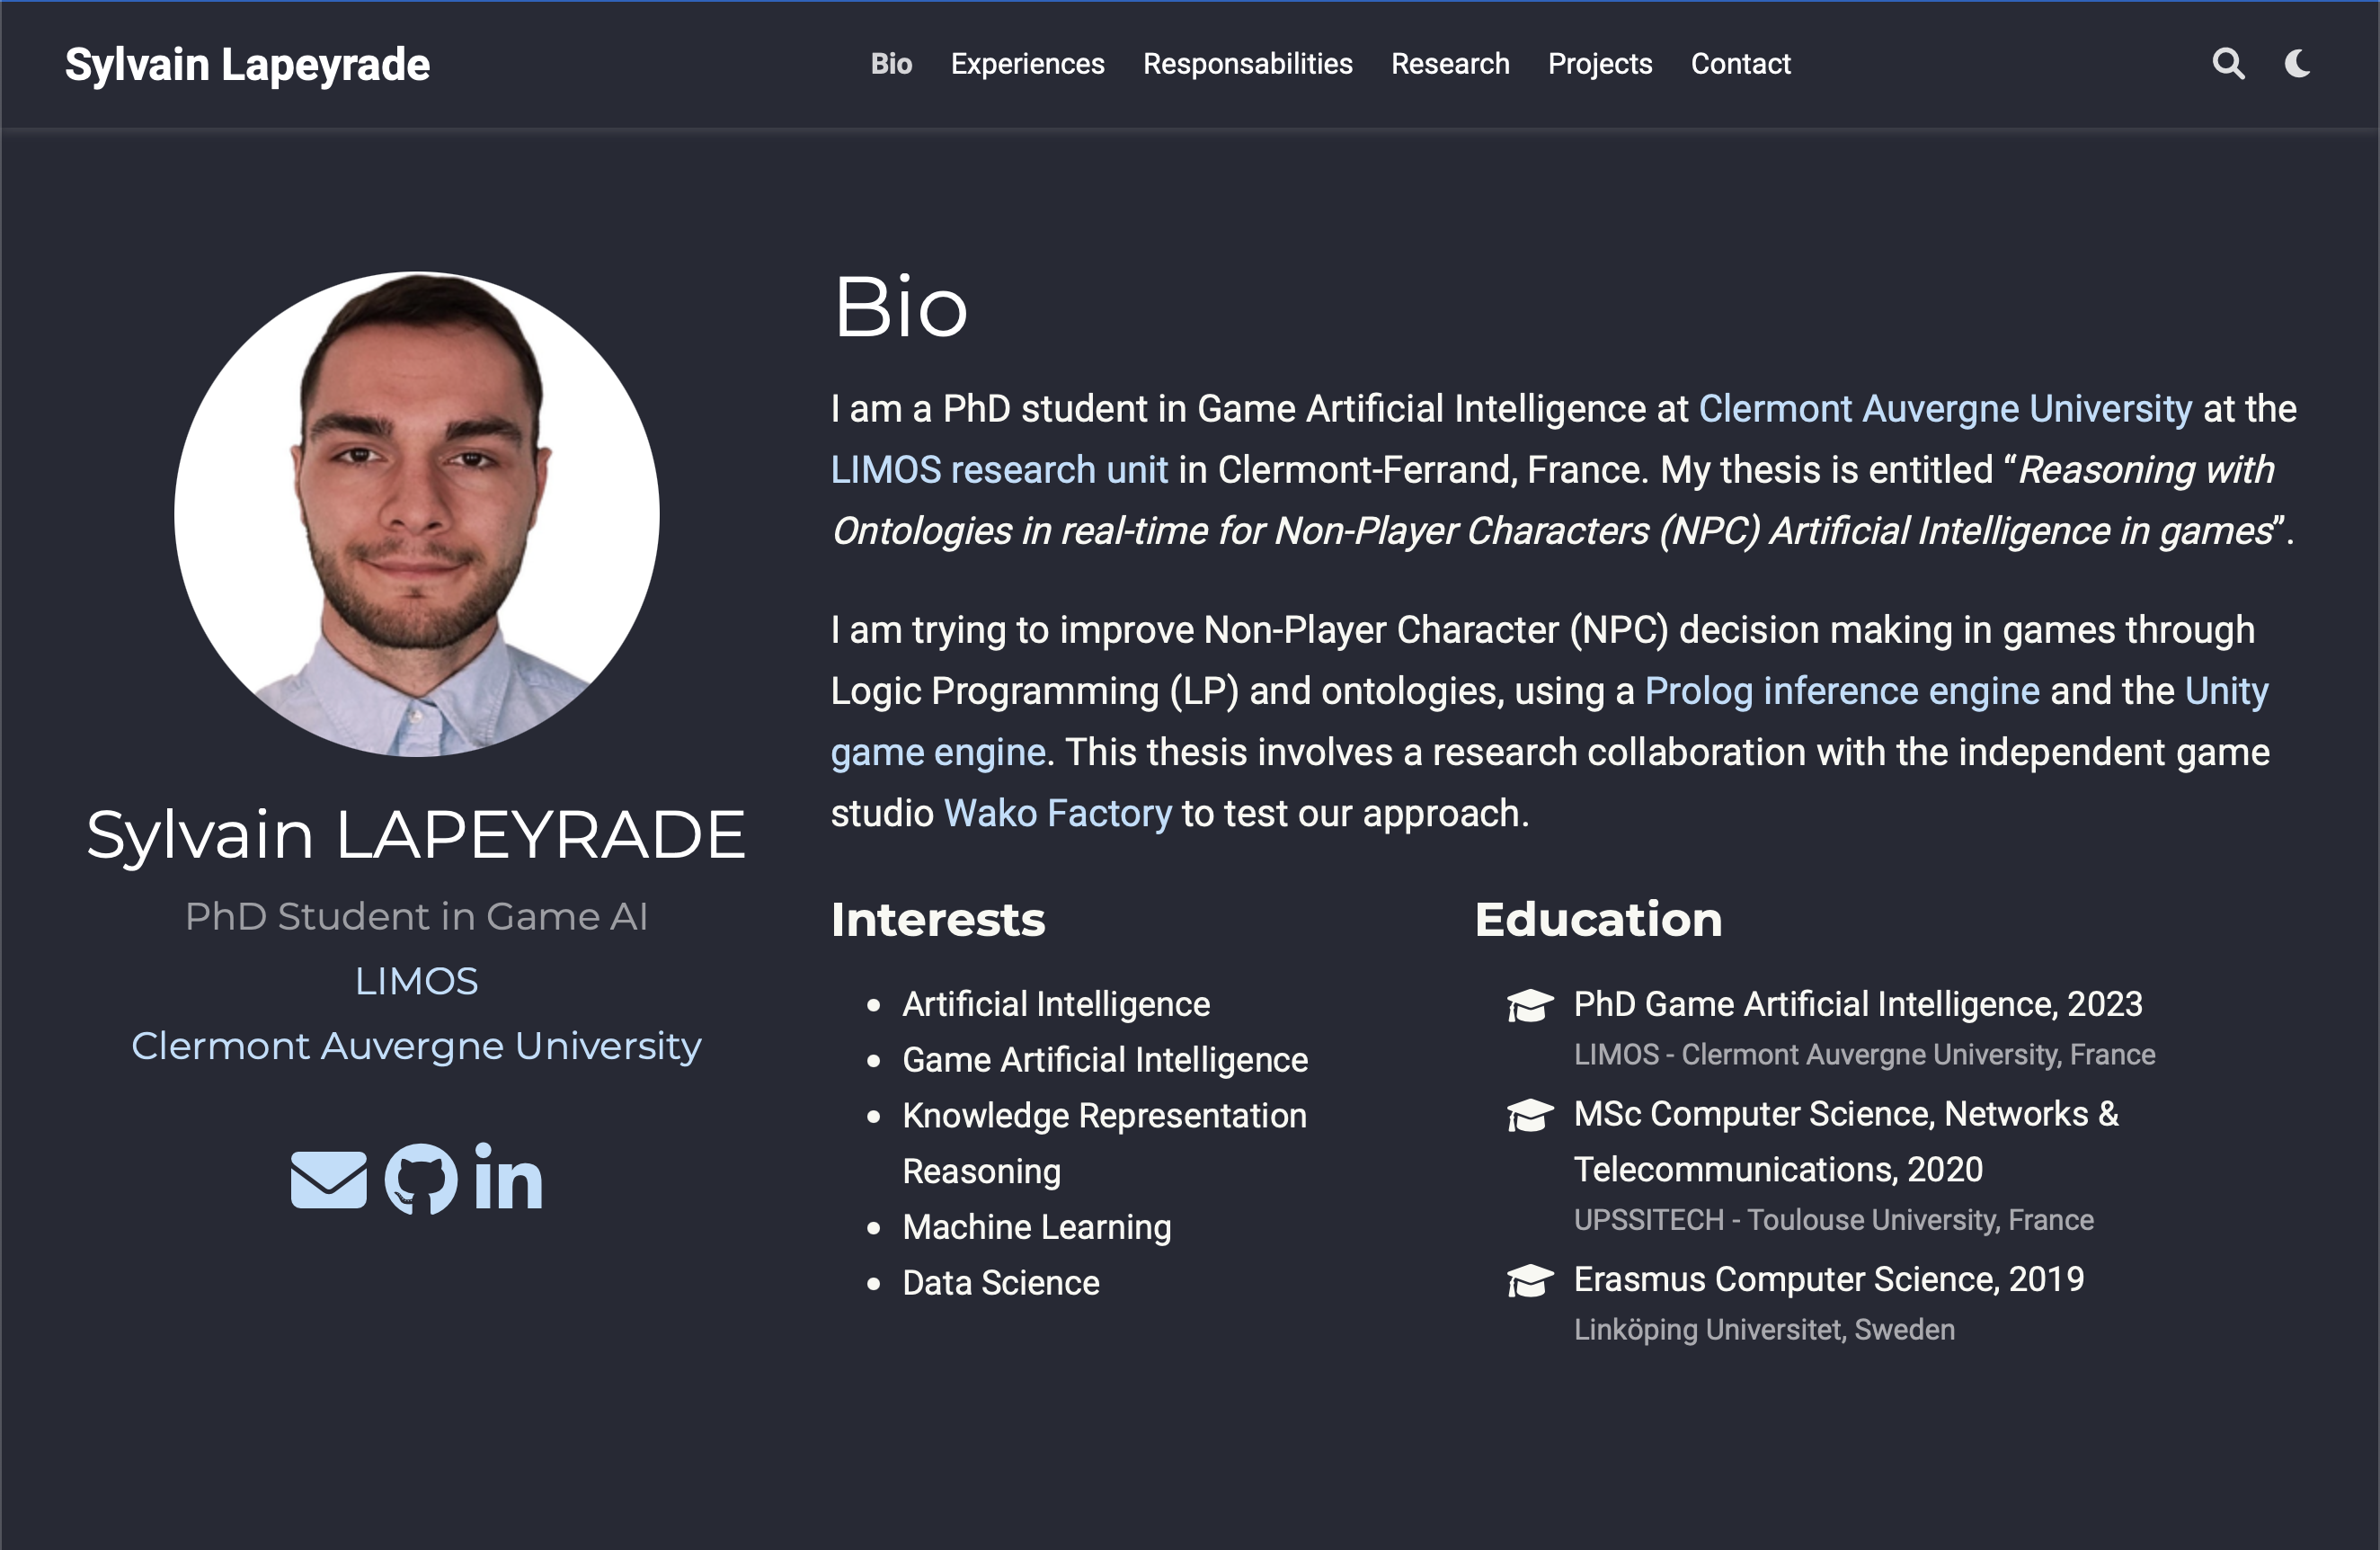 Sylvain Lapeyrade
Bio
Experiences
Responsabilities
Research
Projects
Contact
Sylvain LAPEYRADE
PhD Student in Game AI
LIMOS
Clermont Auvergne University
in
Bio
I am a PhD student in Game Artificial Intelligence at Clermont Auvergne University at the
LIMOS research unit in Clermont-Ferrand, France. My thesis is entitled “Reasoning with
Ontologies in real-time for Non-Player Characters (NPC) Artificial Intelligence in games”.
I am trying to improve Non-Player Character (NPC) decision making in games through
Logic Programming (LP) and ontologies, using a Prolog inference engine and the Unity
game engine. This thesis involves a research collaboration with the independent game
studio Wako Factory to test our approach.
Interests
Artificial Intelligence
Game Artificial Intelligence
Knowledge Representation
Reasoning
Machine Learning
Data Science
Education
PhD Game Artificial Intelligence, 2023
LIMOS - Clermont Auvergne University, France
MSc Computer Science, Networks &
Telecommunications, 2020
UPSSITECH - Toulouse University, France
Erasmus Computer Science, 2019
Linköping Universitet, Sweden